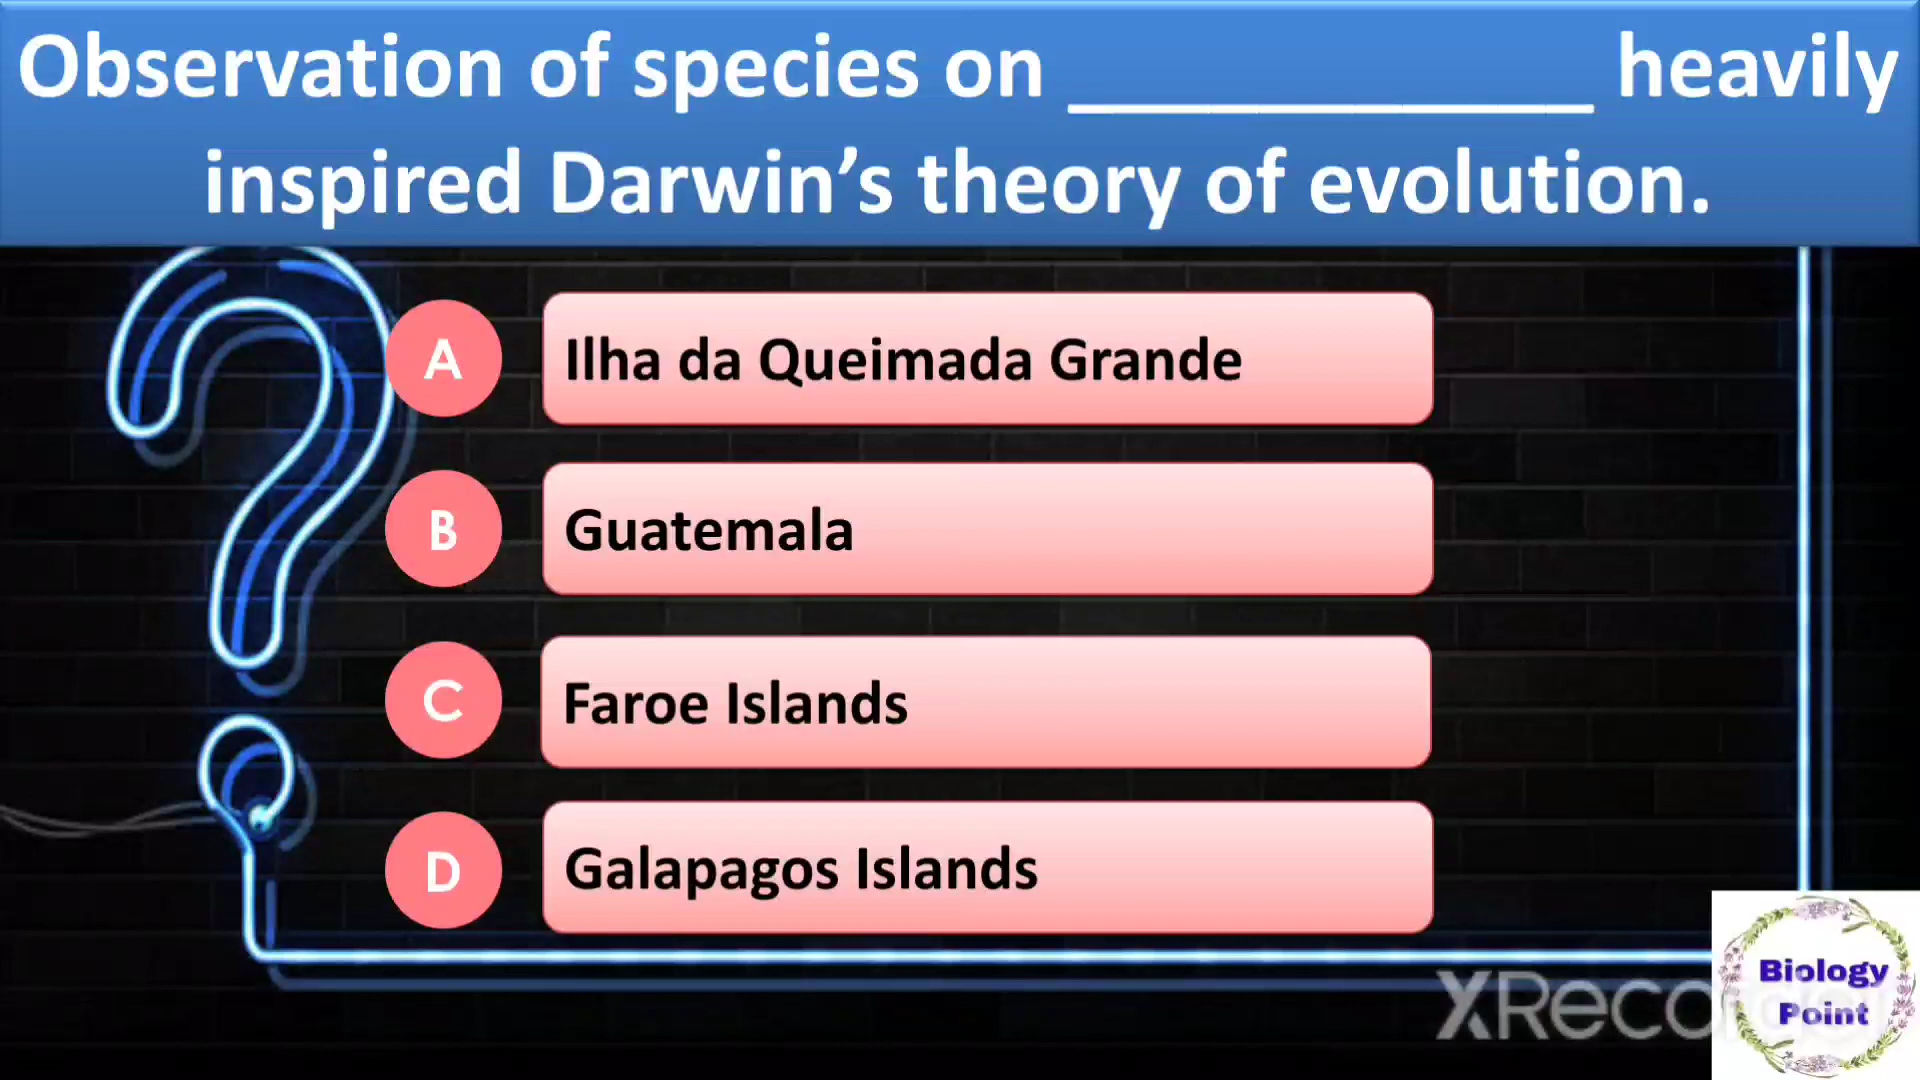 Observation of species on ___________ heavily
inspired Darwin’s theory of evolution.
A
Ilha da Queimada Grande
B
Guatemala
C
Faroe Islands
D
Galapagos Islands
Biology
Point